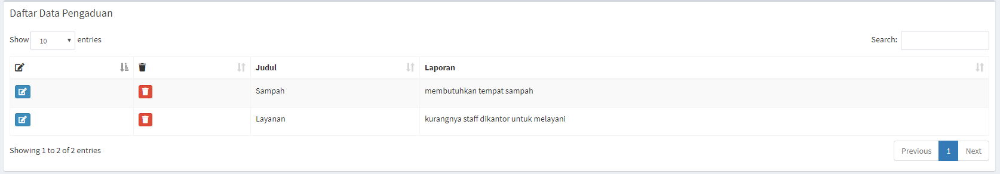 Daftar Data Pengaduan
Show 10 entries Search:
Judul Laporan
Sampah membutuhkan tempat sampah
Layanan kurangnya staff dikantor untuk melayani
Showing 1 to 2 of 2 entries Previous 1 Next